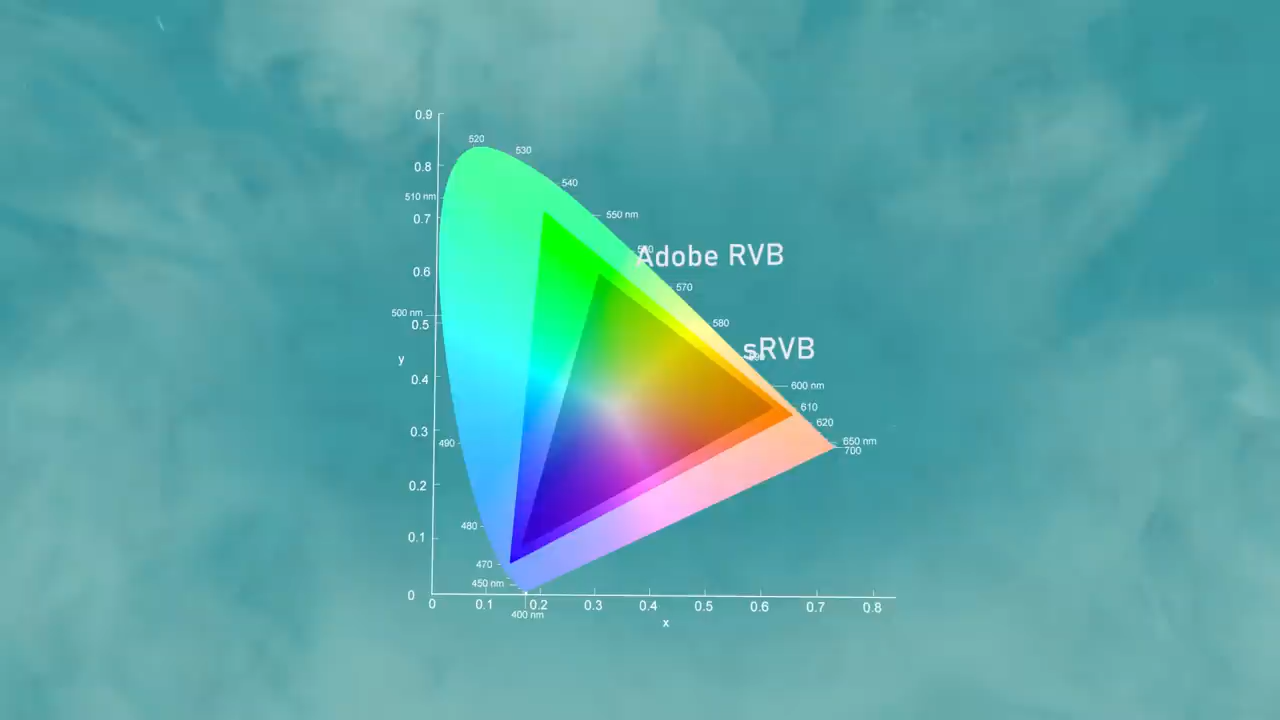 0.9
520
530
0.8
540
510 nm
0.7
550 nm
Adobe RVB
0.6
570
500 nm
0.5
580
sRVB
y
0.4
600 nm
610
620
0.3
490
650 nm
700
0.2
480
0.1
470
450 nm
0
0 0.1 0.2 0.3 0.4 0.5 0.6 0.7 0.8
400 nm
x